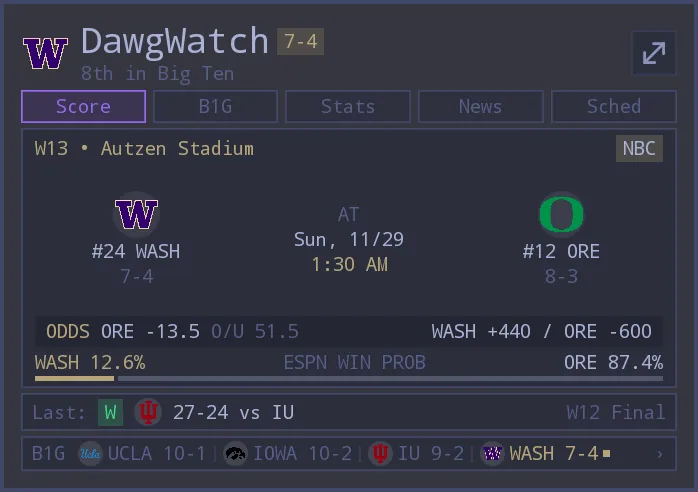 W DawgWatch 7-4
8th in Big Ten
Score B1G Stats News Sched
W13 • Autzen Stadium NBC
W AT O
Sun, 11/29
#24 WASH #12 ORE
1:30 AM
7-4 8-3
ODDS ORE -13.5 O/U 51.5 WASH +440 / ORE -600
WASH 12.6% ESPN WIN PROB ORE 87.4%
Last: W 27-24 vs IU W12 Final
B1G Ucla UCLA 10-1 | IOWA 10-2 | IU 9-2 | W WASH 7-4 ▪ ›